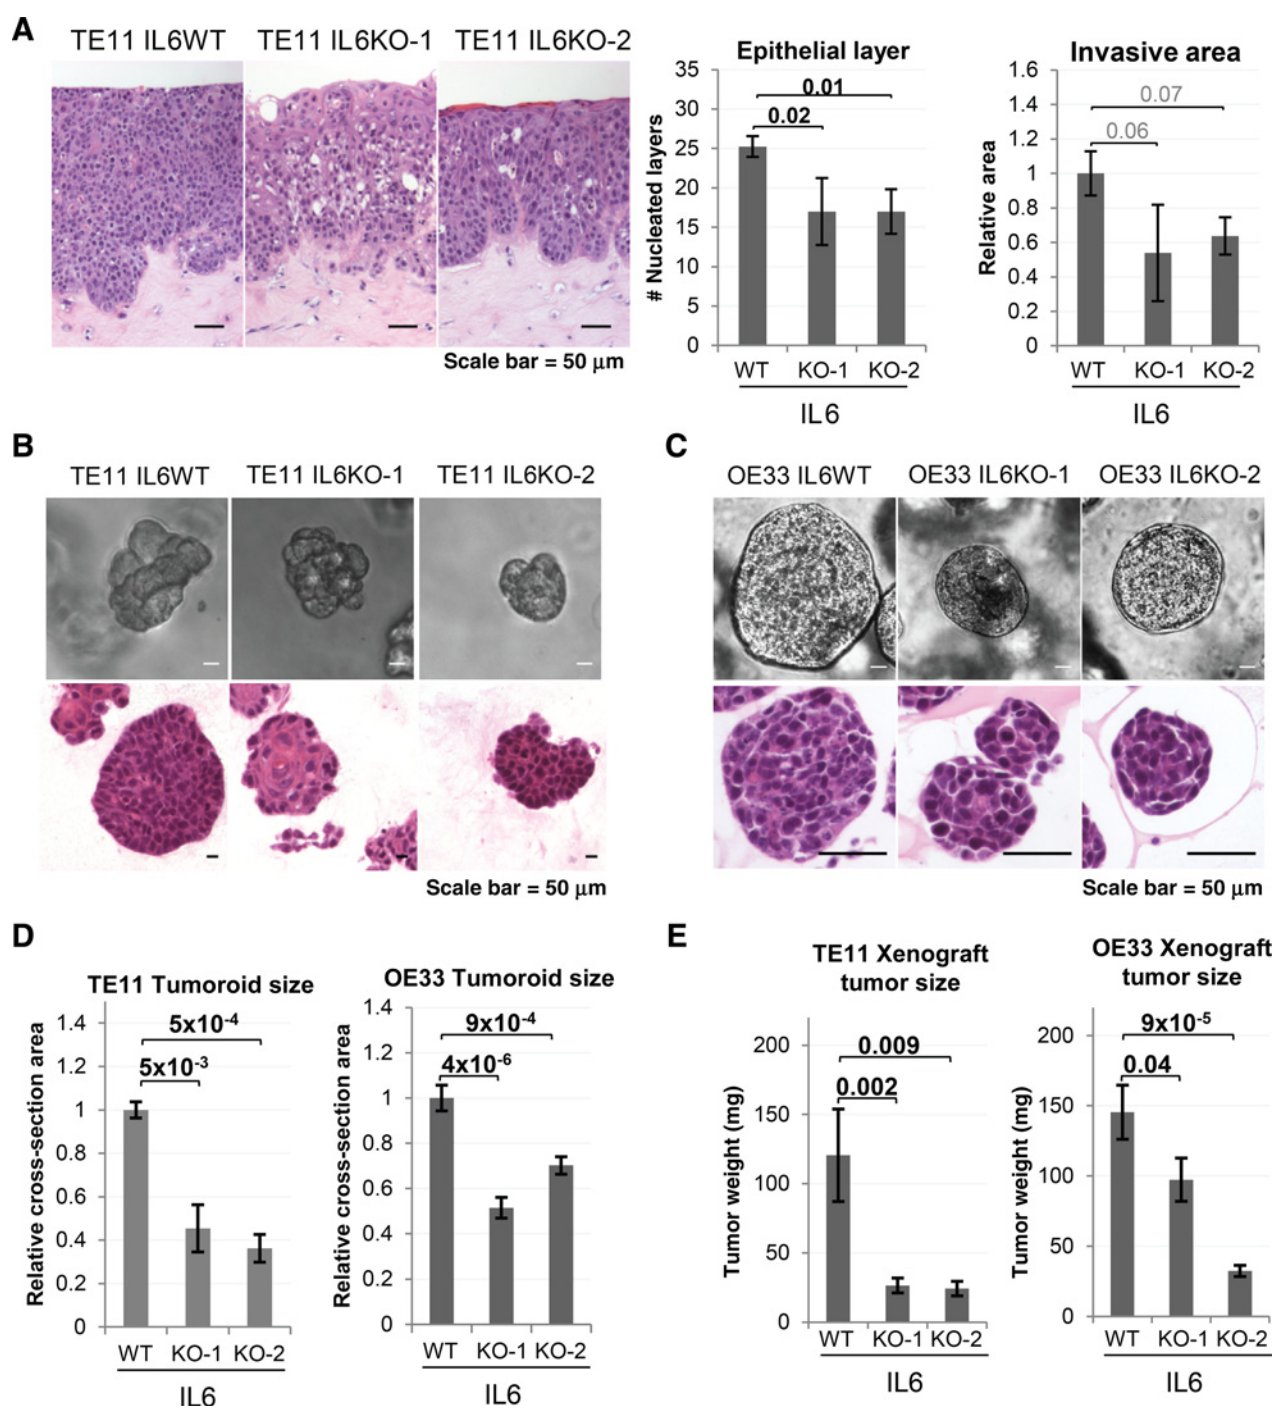 A
TE11 IL6WT TE11 IL6KO-1 TE11 IL6KO-2
Scale bar = 50 μm
Epithelial layer
# Nucleated layers
35
30
25
20
15
10
5
0
0.01
0.02
WT KO-1 KO-2
IL6
Invasive area
Relative area
1.6
1.4
1.2
1
0.8
0.6
0.4
0.2
0
0.07
0.06
WT KO-1 KO-2
IL6
B
TE11 IL6WT TE11 IL6KO-1 TE11 IL6KO-2
Scale bar = 50 μm
C
OE33 IL6WT OE33 IL6KO-1 OE33 IL6KO-2
Scale bar = 50 μm
D
TE11 Tumoroid size
Relative cross-section area
1.4
1.2
1
0.8
0.6
0.4
0.2
0
5x10-4
5x10-3
WT KO-1 KO-2
IL6
OE33 Tumoroid size
Relative cross-section area
1.4
1.2
1
0.8
0.6
0.4
0.2
0
9x10-4
4x10-6
WT KO-1 KO-2
IL6
E
TE11 Xenograft
tumor size
Tumor weight (mg)
200
150
100
50
0
0.009
0.002
WT KO-1 KO-2
IL6
OE33 Xenograft
tumor size
Tumor weight (mg)
200
150
100
50
0
9x10-5
0.04
WT KO-1 KO-2
IL6